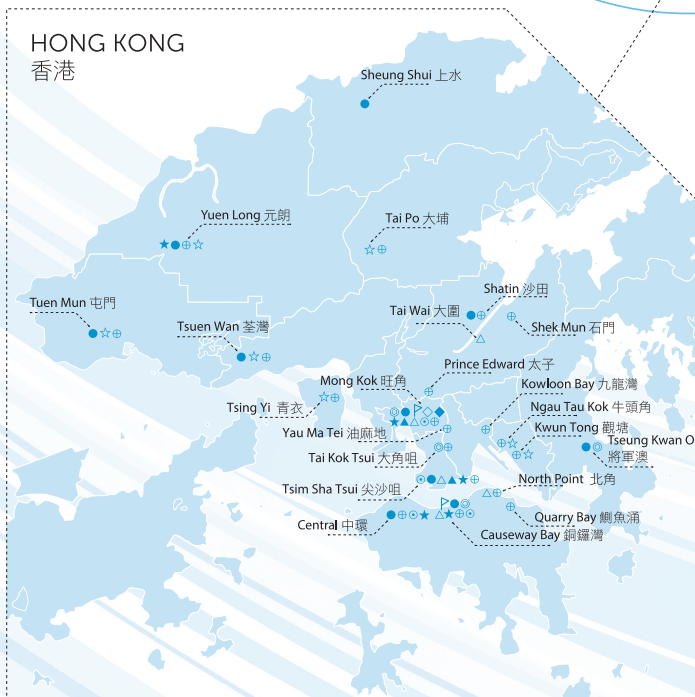 HONG KONG
香港
Sheung Shui 上水
Yuen Long 元朗
Tai Po 大埔
Shatin 沙田
Tuen Mun 屯門
Tai Wai 大圍
Tsuen Wan 荃灣
Shek Mun 石門
Prince Edward 太子
Mong Kok 旺角
Kowloon Bay 九龍灣
Tsing Yi 青衣
Ngau Tau Kok 牛頭角
Kwun Tong 觀塘
Yau Ma Tei 油麻地
Tseung Kwan O
將軍澳
Tai Kok Tsui 大角咀
North Point 北角
Tsim Sha Tsui 尖沙咀
Quarry Bay 鰂魚涌
Central 中環
Causeway Bay 銅鑼灣